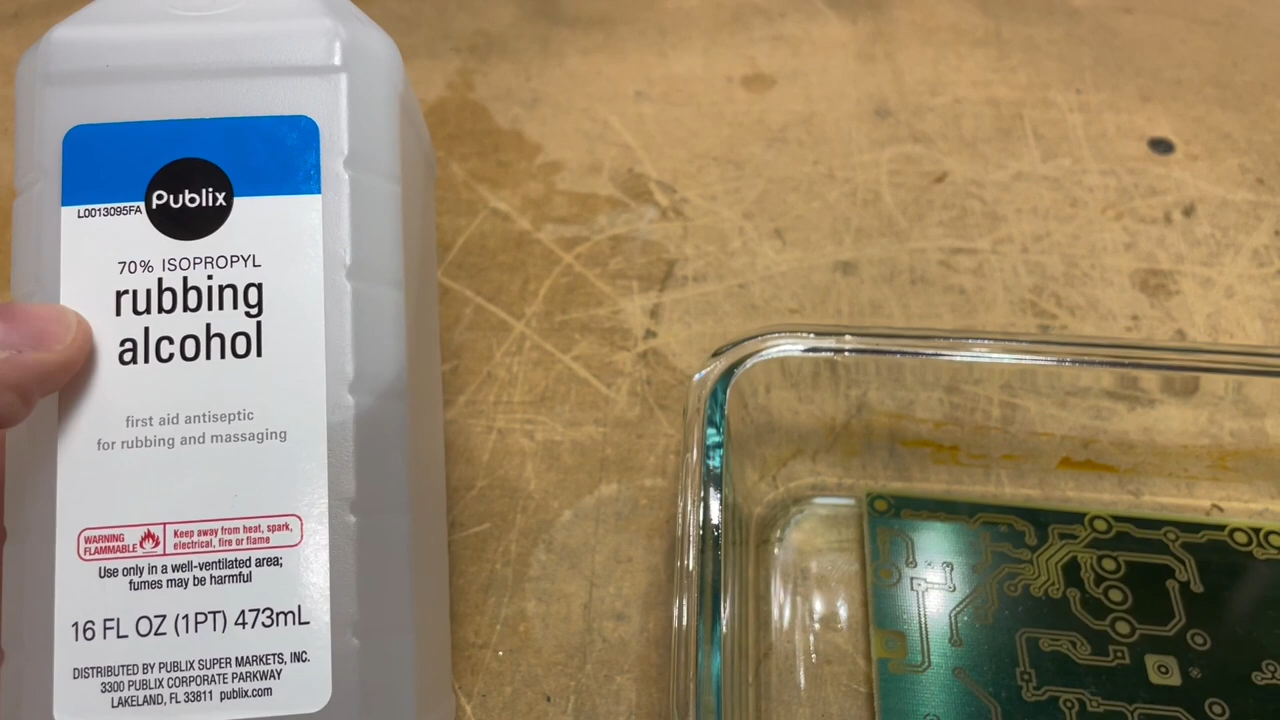 Publix
L0013095FA
70% ISOPROPYL
rubbing
alcohol
first aid antiseptic
for rubbing and massaging
WARNING
FLAMMABLE
Keep away from heat, spark,
electrical, fire or flame
Use only in a well-ventilated area;
fumes may be harmful
16 FL OZ (1PT) 473mL
DISTRIBUTED BY PUBLIX SUPER MARKETS, INC.
3300 PUBLIX CORPORATE PARKWAY
LAKELAND, FL 33811 publix.com